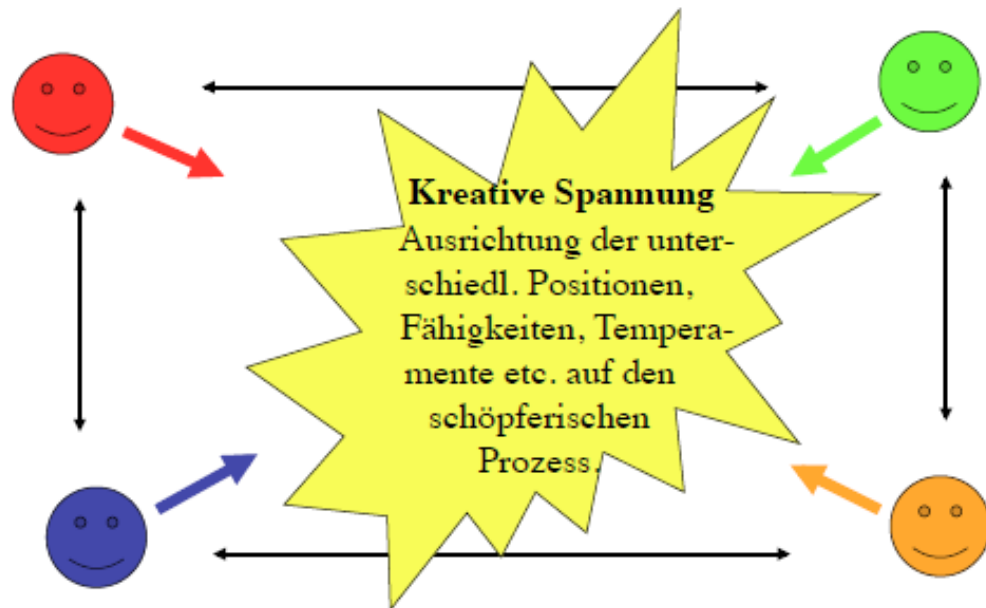 Kreative Spannung
Ausrichtung der unter-
schiedl. Positionen,
Fähigkeiten, Tempera-
mente etc. auf den
schöpferischen
Prozess.